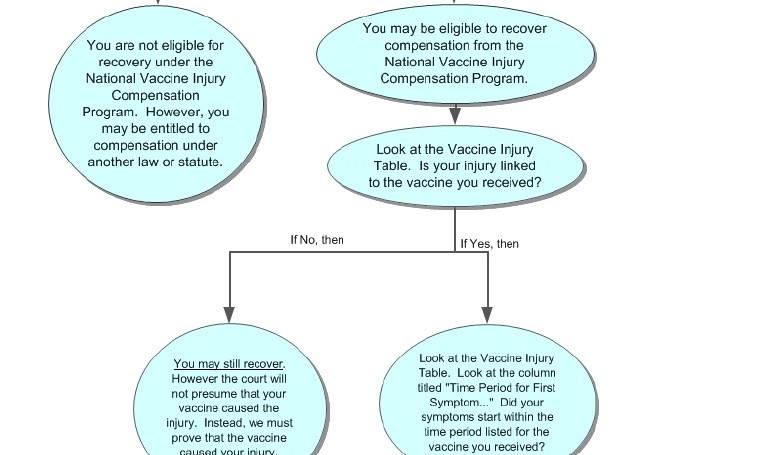 You are not eligible for
recovery under the
National Vaccine Injury
Compensation
Program.  However, you
may be entitled to
compensation under
another law or statute.
You may be eligible to recover
compensation from the
National Vaccine Injury
Compensation Program.
Look at the Vaccine Injury
Table.  Is your injury linked
to the vaccine you received?
If No, then
If Yes, then
You may still recover.
However the court will
not presume that your
vaccine caused the
injury.  Instead, we must
prove that the vaccine
caused your injury.
Look at the Vaccine Injury
Table.  Look at the column
titled "Time Period for First
Symptom..."  Did your
symptoms start within the
time period listed for the
vaccine you received?